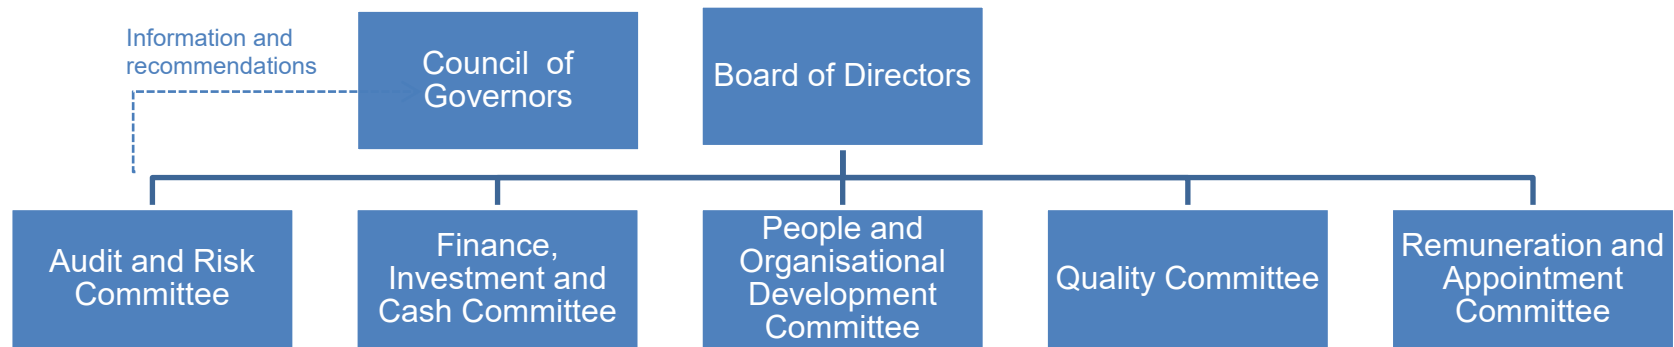 Information and
recommendations
Council of
Governors
Board of Directors
Audit and Risk
Committee
Finance,
Investment and
Cash Committee
People and
Organisational
Development
Committee
Quality Committee
Remuneration and
Appointment
Committee